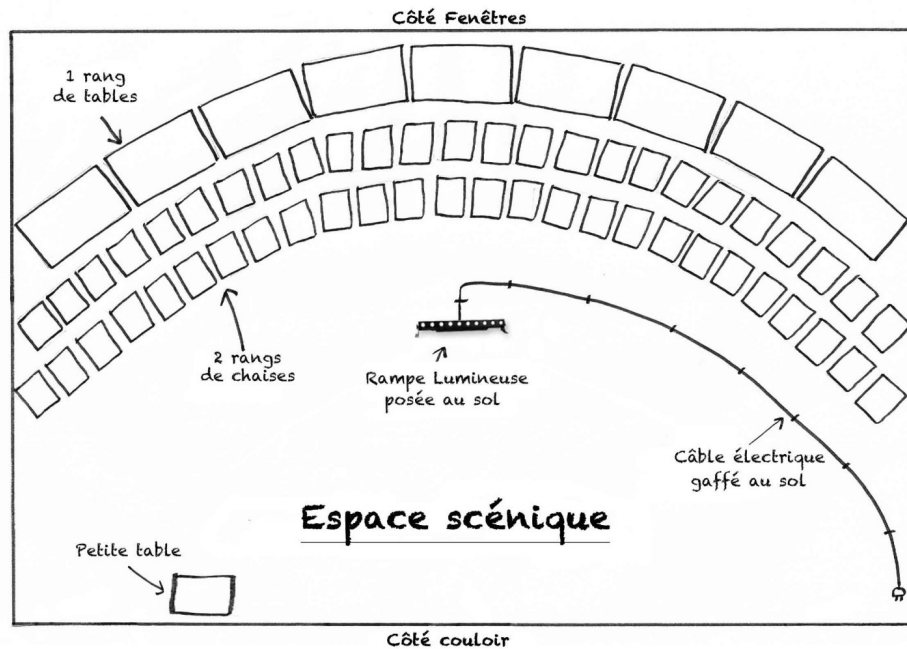 Côté Fenêtres
1 rang
de tables
2 rangs
de chaises
Rampe Lumineuse
posée au sol
Câble électrique
gaffé au sol
Espace scénique
Petite table
Côté couloir